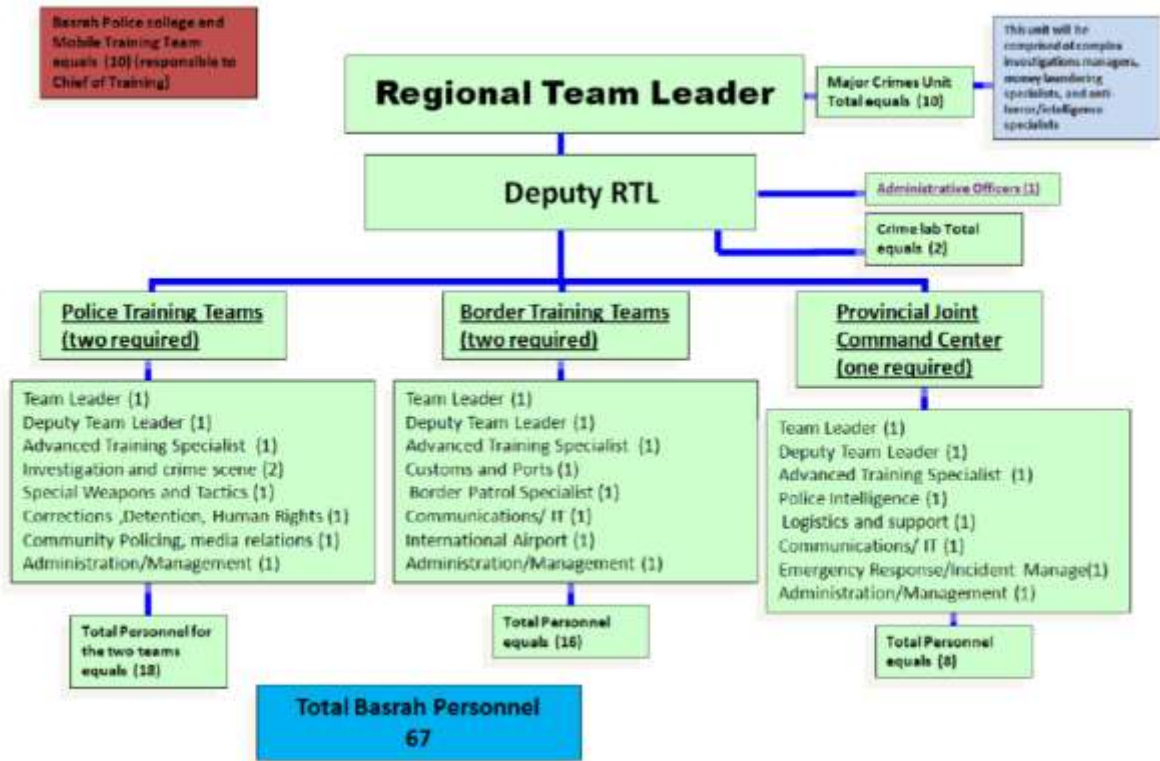 Basrah Police college and
Mobile Training Team
equals (10) (responsible to
Chief of Training)
Regional Team Leader
Major Crimes Unit
Total equals (10)
This unit will be
comprised of complex
investigations managers,
money laundering
specialists, and anti-
terror/intelligence
specialists
Deputy RTL
Administrative Officers (1)
Crime lab Total
equals (2)
Police Training Teams
(two required)
Team Leader (1)
Deputy Team Leader (1)
Advanced Training Specialist (1)
Investigation and crime scene (2)
Special Weapons and Tactics (1)
Corrections ,Detention, Human Rights (1)
Community Policing, media relations (1)
Administration/Management (1)
Total Personnel for
the two teams
equals (18)
Border Training Teams
(two required)
Team Leader (1)
Deputy Team Leader (1)
Advanced Training Specialist (1)
Customs and Ports (1)
Border Patrol Specialist (1)
Communications/ IT (1)
International Airport (1)
Administration/Management (1)
Total Personnel
equals (16)
Provincial Joint
Command Center
(one required)
Team Leader (1)
Deputy Team Leader (1)
Advanced Training Specialist (1)
Police Intelligence (1)
Logistics and support (1)
Communications/ IT (1)
Emergency Response/Incident Manage(1)
Administration/Management (1)
Total Personnel
equals (8)
Total Basrah Personnel
67